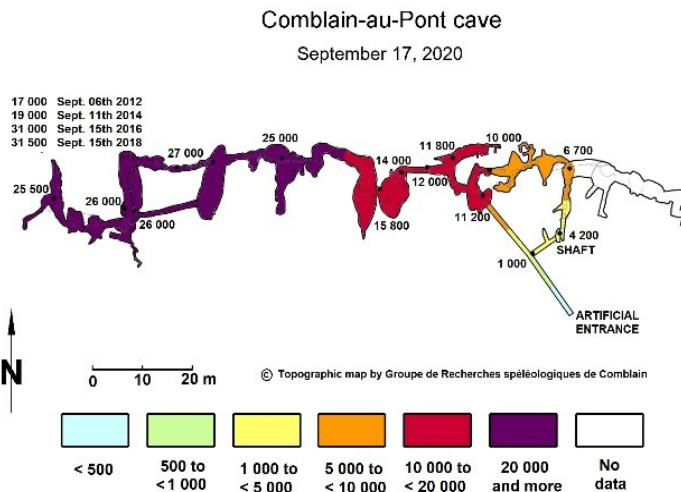 Comblain-au-Pont cave
September 17, 2020
17 000 Sept. 06th 2012
19 000 Sept. 11th 2014
31 000 Sept. 15th 2016
31 500 Sept. 15th 2018
25 000
27 000
11 800
10 000
6 700
14 000
12 000
25 500
26 000
26 000
15 800
11 200
4 200
SHAFT
1 000
ARTIFICIAL
ENTRANCE
N
0 10 20 m
© Topographic map by Groupe de Recherches spéléologiques de Comblain
< 500
500 to
< 1 000
1 000 to
< 5 000
5 000 to
< 10 000
10 000 to
< 20 000
20 000
and more
No
data